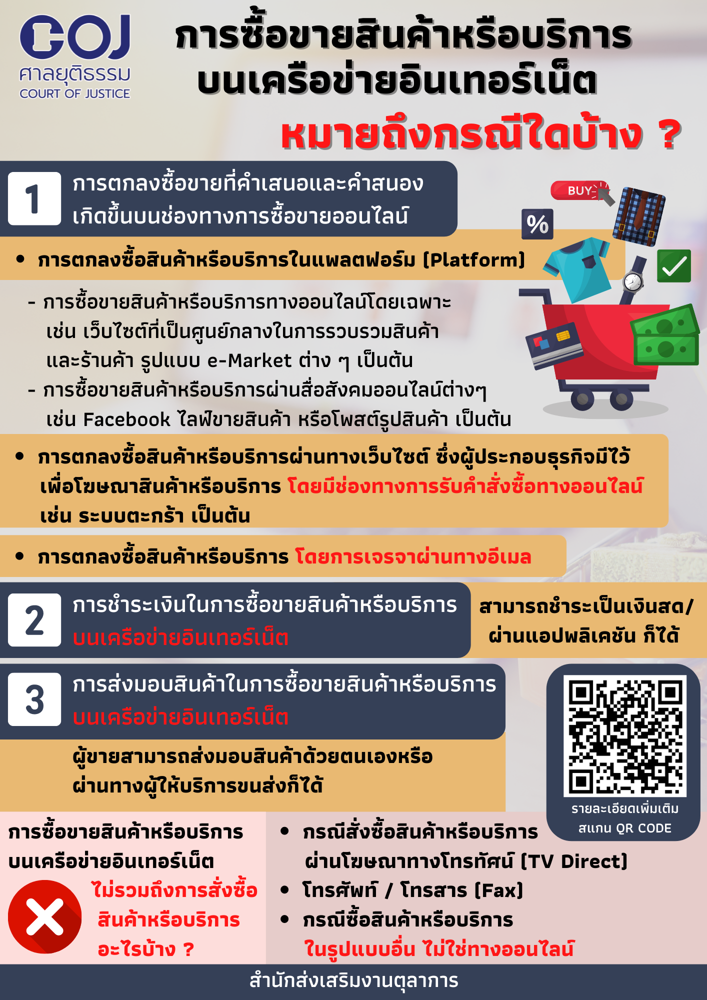 COJ
ศาลยุติธรรม
COURT OF JUSTICE
การซื้อขายสินค้าหรือบริการ
บนเครือข่ายอินเทอร์เน็ต
หมายถึงกรณีใดบ้าง ?
1
การตกลงซื้อขายที่คำเสนอและคำสนอง
เกิดขึ้นบนช่องทางการซื้อขายออนไลน์
BUY
%
• การตกลงซื้อสินค้าหรือบริการในแพลตฟอร์ม (Platform)
- การซื้อขายสินค้าหรือบริการทางออนไลน์โดยเฉพาะ
เช่น เว็บไซต์ที่เป็นศูนย์กลางในการรวบรวมสินค้า
และร้านค้า รูปแบบ e-Market ต่าง ๆ เป็นต้น
- การซื้อขายสินค้าหรือบริการผ่านสื่อสังคมออนไลน์ต่างๆ
เช่น Facebook ไลฟ์ขายสินค้า หรือโพสต์รูปสินค้า เป็นต้น
• การตกลงซื้อสินค้าหรือบริการผ่านทางเว็บไซต์ ซึ่งผู้ประกอบธุรกิจมีไว้
เพื่อโฆษณาสินค้าหรือบริการ โดยมีช่องทางการรับคำสั่งซื้อทางออนไลน์
เช่น ระบบตะกร้า เป็นต้น
• การตกลงซื้อสินค้าหรือบริการ โดยการเจรจาผ่านทางอีเมล
2
การชำระเงินในการซื้อขายสินค้าหรือบริการ
บนเครือข่ายอินเทอร์เน็ต
สามารถชำระเป็นเงินสด/
ผ่านแอปพลิเคชัน ก็ได้
3
การส่งมอบสินค้าในการซื้อขายสินค้าหรือบริการ
บนเครือข่ายอินเทอร์เน็ต
ผู้ขายสามารถส่งมอบสินค้าด้วยตนเองหรือ
ผ่านทางผู้ให้บริการขนส่งก็ได้
รายละเอียดเพิ่มเติม
สแกน QR CODE
การซื้อขายสินค้าหรือบริการ
บนเครือข่ายอินเทอร์เน็ต
ไม่รวมถึงการสั่งซื้อ
สินค้าหรือบริการ
อะไรบ้าง ?
• กรณีสั่งซื้อสินค้าหรือบริการ
ผ่านโฆษณาทางโทรทัศน์ (TV Direct)
• โทรศัพท์ / โทรสาร (Fax)
• กรณีซื้อสินค้าหรือบริการ
ในรูปแบบอื่น ไม่ใช่ทางออนไลน์
สำนักส่งเสริมงานตุลาการ